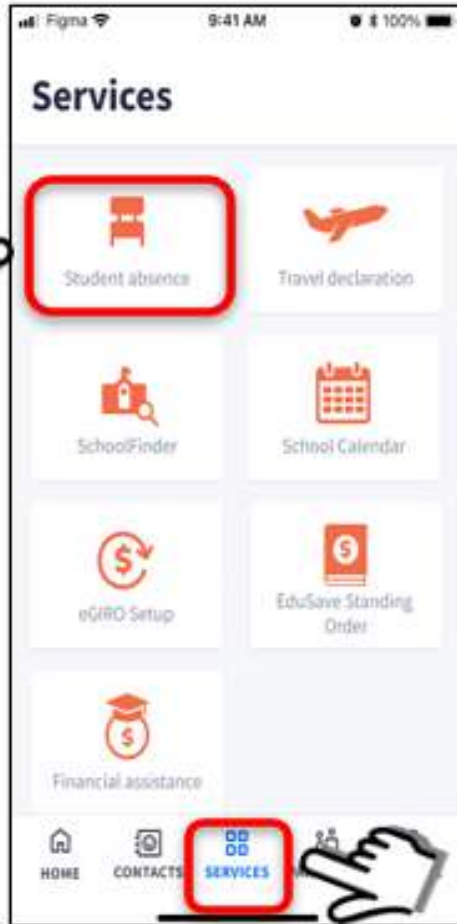 Figma 9:41 AM 100%
Services
Student absence Travel declaration
SchoolFinder School Calendar
eGIRO Setup EduSave Standing
Order
Financial assistance
HOME CONTACTS SERVICES